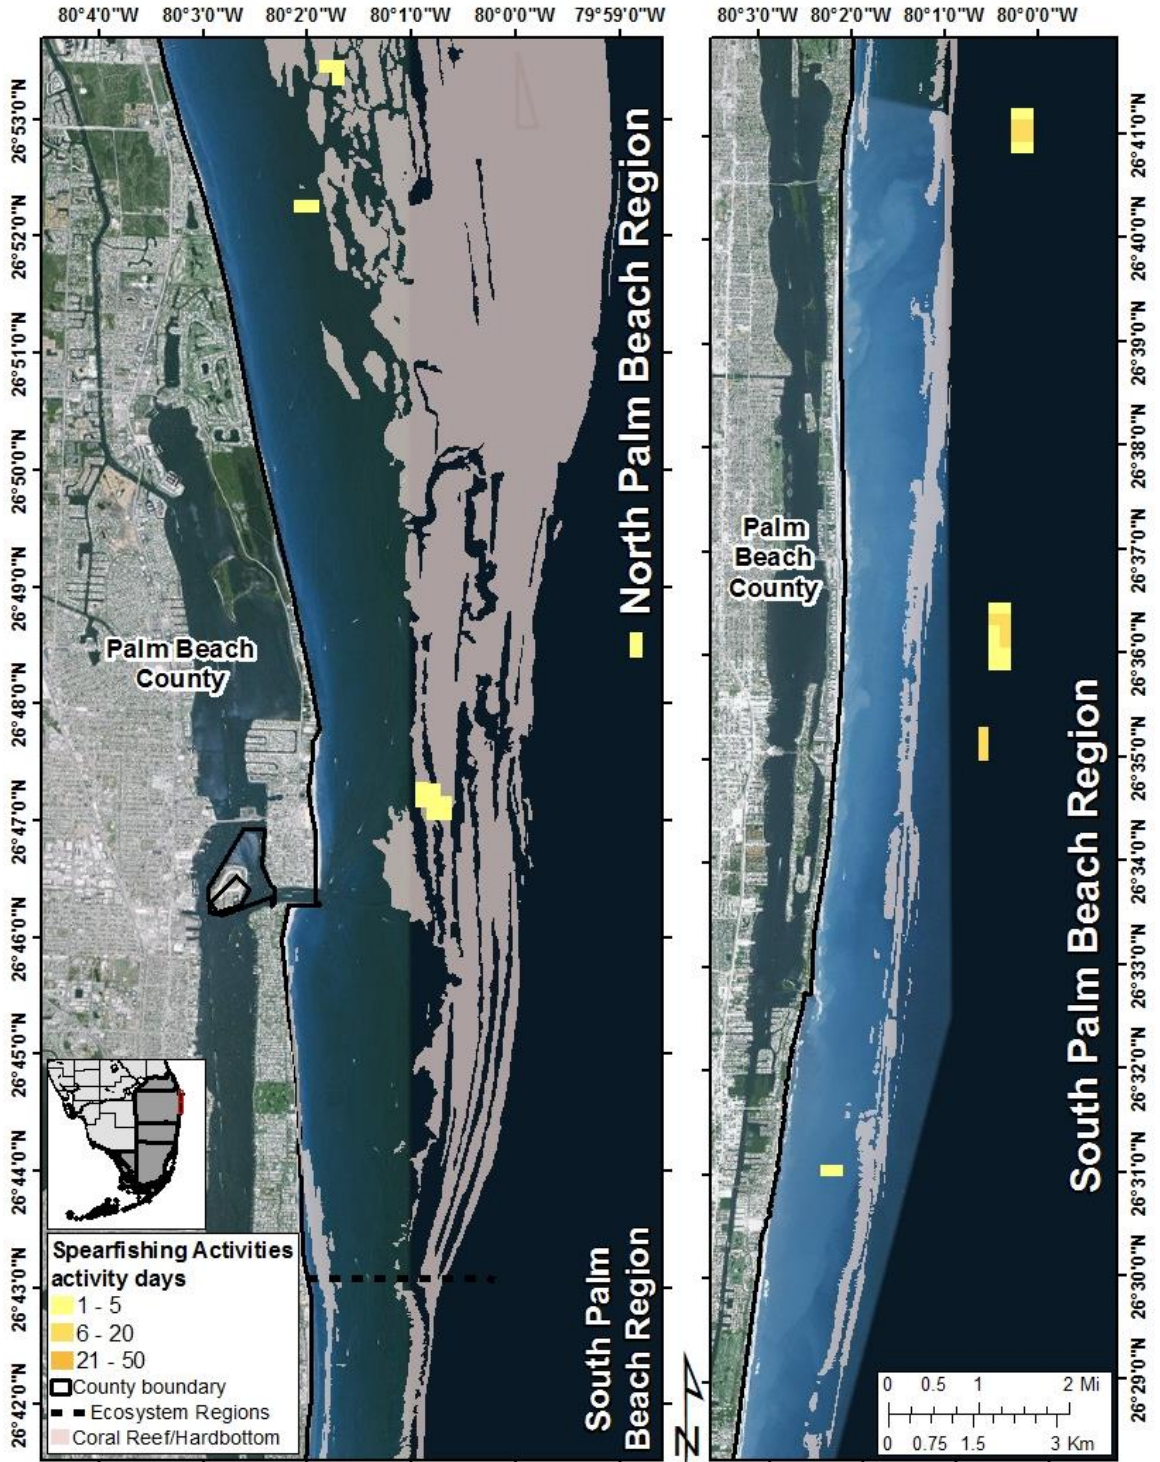 80°4'0"W 80°3'0"W 80°2'0"W 80°1'0"W 80°0'0"W 79°59'0"W
80°3'0"W 80°2'0"W 80°1'0"W 80°0'0"W
26°53'0"N
26°52'0"N
26°51'0"N
26°50'0"N
26°49'0"N
26°48'0"N
26°47'0"N
26°46'0"N
26°45'0"N
26°44'0"N
26°43'0"N
26°42'0"N
North Palm Beach Region
Palm Beach
County
South Palm
Beach Region
Spearfishing Activities
activity days
1 - 5
6 - 20
21 - 50
County boundary
Ecosystem Regions
Coral Reef/Hardbottom
N
Palm
Beach
County
South Palm Beach Region
0 0.5 1 2 Mi
0 0.75 1.5 3 Km
26°41'0"N
26°40'0"N
26°39'0"N
26°38'0"N
26°37'0"N
26°36'0"N
26°35'0"N
26°34'0"N
26°33'0"N
26°32'0"N
26°31'0"N
26°30'0"N
26°29'0"N